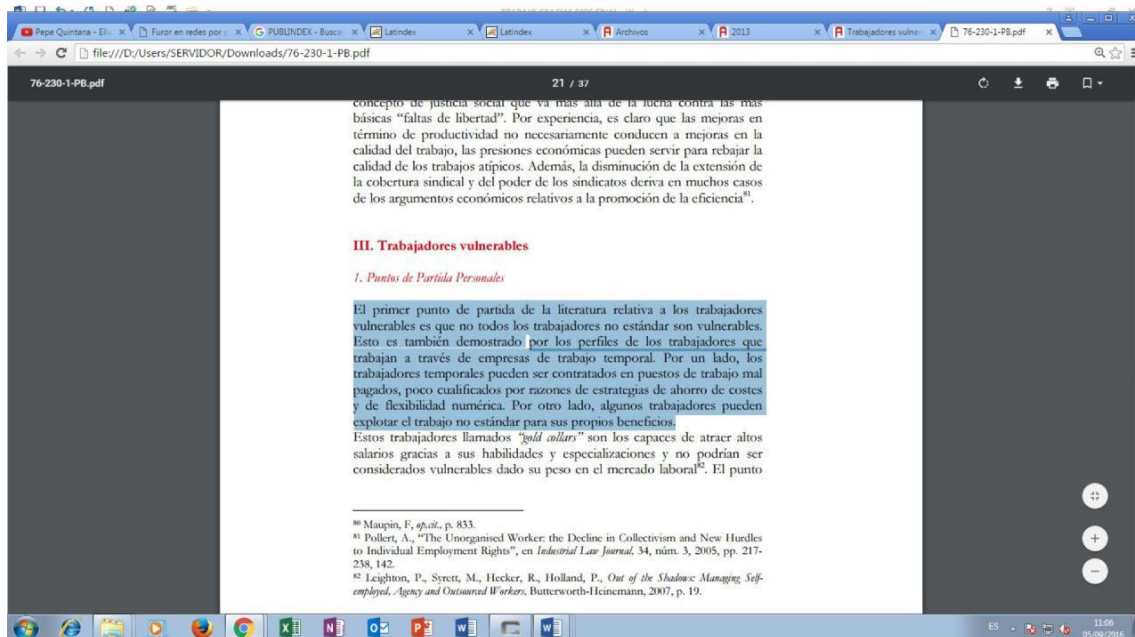 TRABAJO GRACIAS PEPS FINAL - Word
Pepe Quintana - Ell
Furor en redes por
PUBLINDEX - Buscar
Latindex
Latindex
Archivos
2013
Trabajadores vulner
76-230-1-PB.pdf
file:///D:/Users/SERVIDOR/Downloads/76-230-1-PB.pdf
76-230-1-PB.pdf
21 / 37
concepto de justicia social que va más allá de la lucha contra las más
básicas “faltas de libertad”. Por experiencia, es claro que las mejoras en
término de productividad no necesariamente conducen a mejoras en la
calidad del trabajo, las presiones económicas pueden servir para rebajar la
calidad de los trabajos atípicos. Además, la disminución de la extensión de
la cobertura sindical y del poder de los sindicatos deriva en muchos casos
de los argumentos económicos relativos a la promoción de la eficiencia⁸¹.
III. Trabajadores vulnerables
1. Puntos de Partida Personales
El primer punto de partida de la literatura relativa a los trabajadores
vulnerables es que no todos los trabajadores no estándar son vulnerables.
Esto es también demostrado por los perfiles de los trabajadores que
trabajan a través de empresas de trabajo temporal. Por un lado, los
trabajadores temporales pueden ser contratados en puestos de trabajo mal
pagados, poco cualificados por razones de estrategias de ahorro de costes
y de flexibilidad numérica. Por otro lado, algunos trabajadores pueden
explotar el trabajo no estándar para sus propios beneficios.
Estos trabajadores llamados “gold collars” son los capaces de atraer altos
salarios gracias a sus habilidades y especializaciones y no podrían ser
considerados vulnerables dado su peso en el mercado laboral⁸². El punto
⁸⁰ Maupin, F, op.cit., p. 833.
⁸¹ Pollert, A., “The Unorganised Worker: the Decline in Collectivism and New Hurdles
to Individual Employment Rights”, en Industrial Law Journal, 34, núm. 3, 2005, pp. 217-
238, 142.
⁸² Leighton, P., Syrett, M., Hecker, R., Holland, P., Out of the Shadows: Managing Self-
employed, Agency and Outsourced Workers, Butterworth-Heinemann, 2007, p. 19.
ES
11:06
05/09/2016